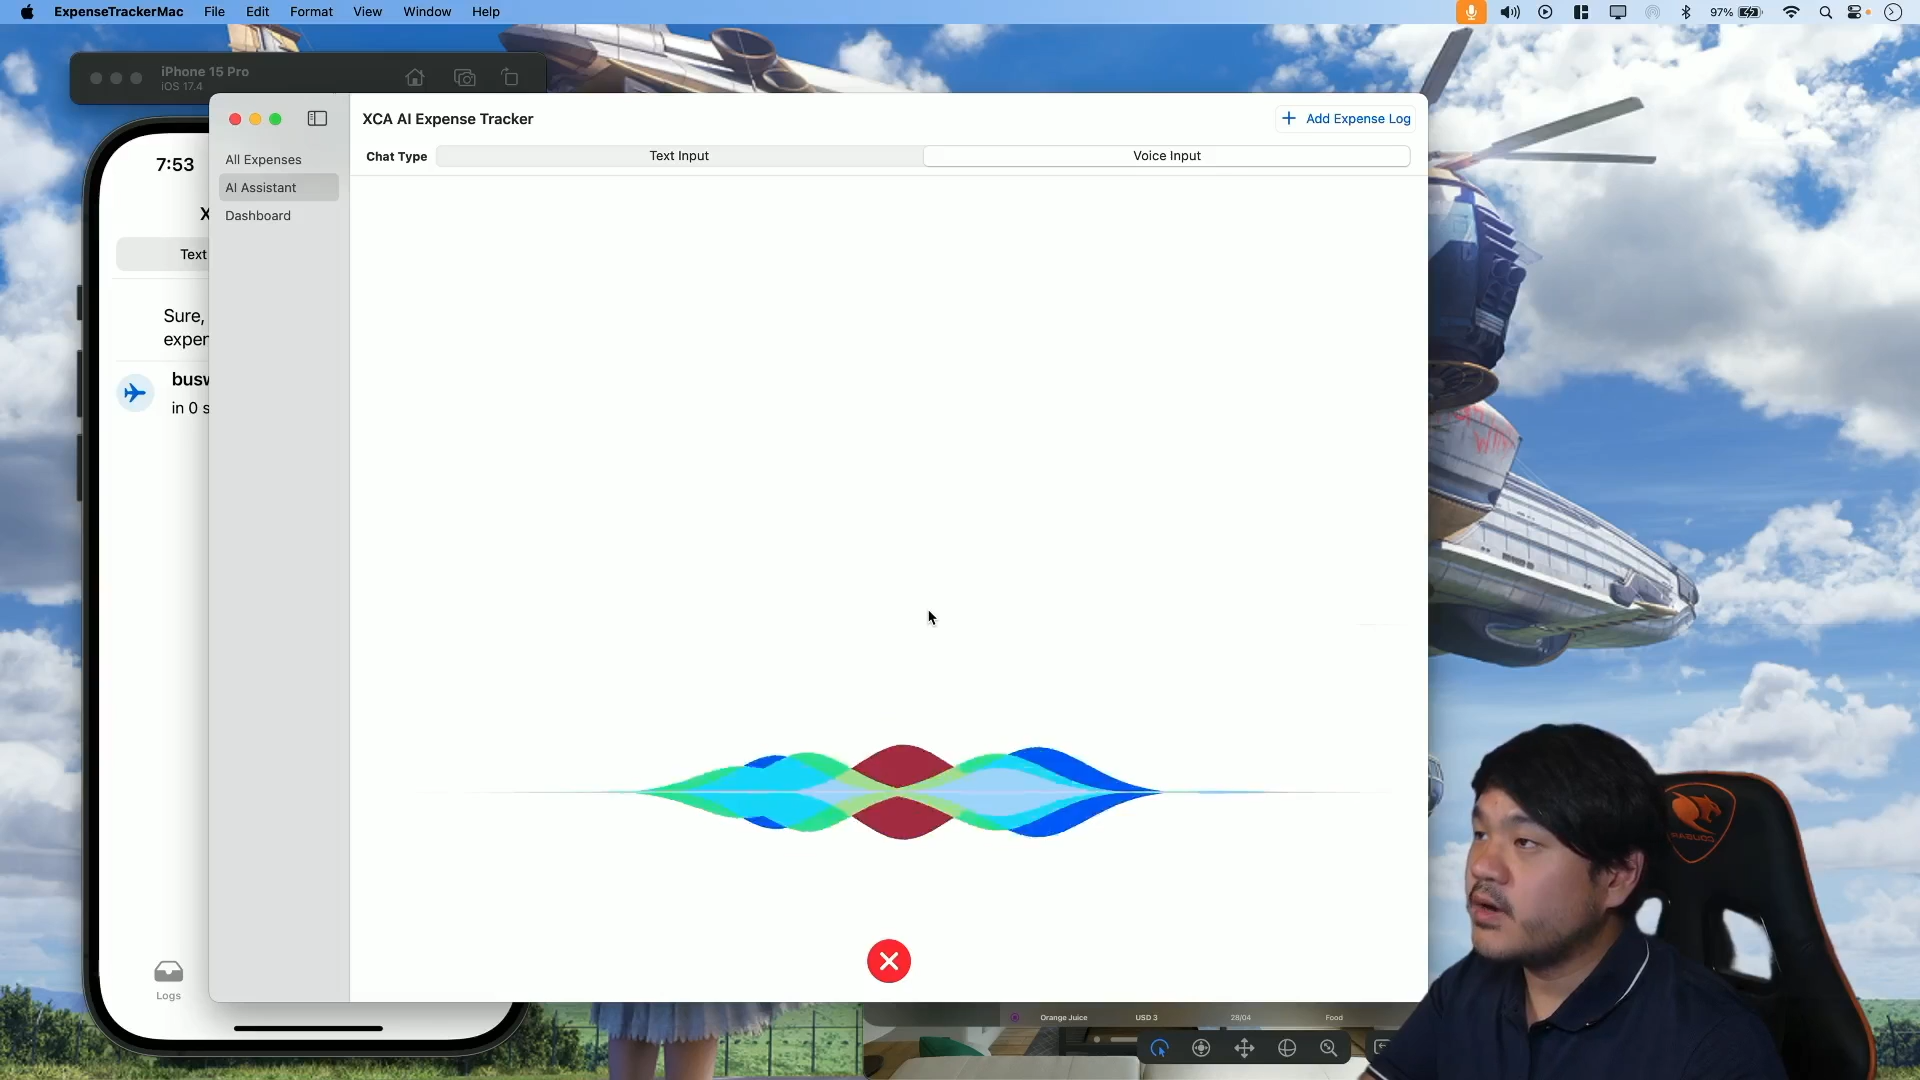 ExpenseTrackerMac File Edit Format View Window Help
97%
iPhone 15 Pro
iOS 17.4
XCA AI Expense Tracker
Add Expense Log
Chat Type
Text Input
Voice Input
All Expenses
AI Assistant
Dashboard
7:53
X
Text
Sure,
in 0 s
Logs
Orange Juice USD 3 28/04 Food